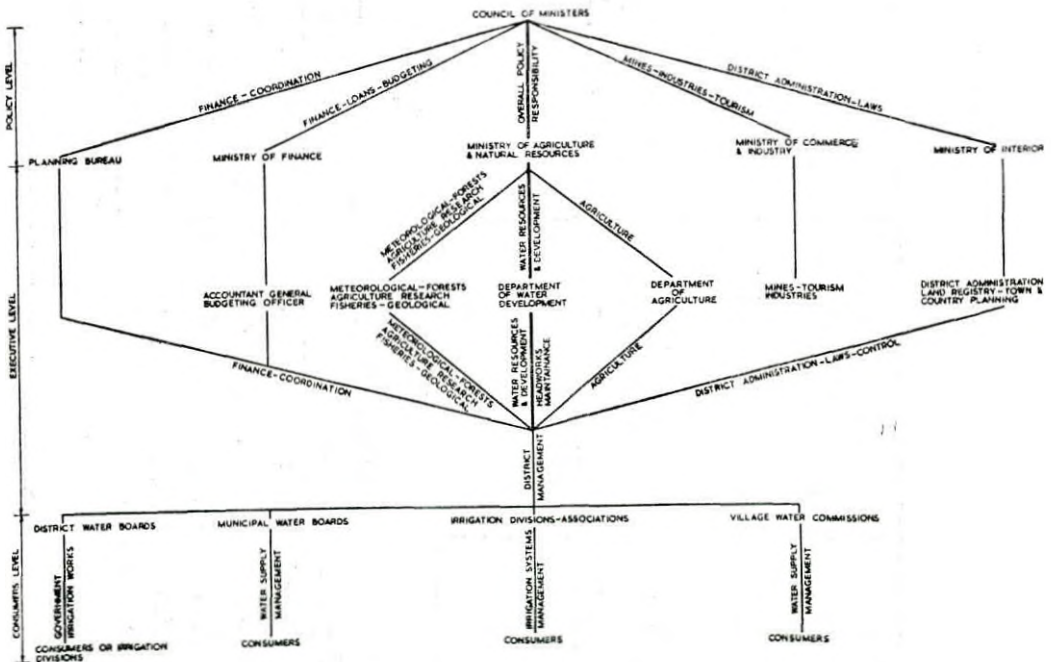 COUNCIL OF MINISTERS
POLICY LEVEL
FINANCE-COORDINATION
FINANCE-LOANS-BUDGETING
OVERALL POLICY
RESPONSIBILITY
MINES-INDUSTRIES-TOURISM
DISTRICT ADMINISTRATION-LAWS
PLANNING BUREAU
MINISTRY OF FINANCE
MINISTRY OF AGRICULTURE
& NATURAL RESOURCES
MINISTRY OF COMMERCE
& INDUSTRY
MINISTRY OF INTERIOR
EXECUTIVE LEVEL
METEOROLOGICAL-FORESTS
AGRICULTURE RESEARCH
FISHERIES-GEOLOGICAL
WATER RESOURCES
& DEVELOPMENT
AGRICULTURE
ACCOUNTANT GENERAL
BUDGETING OFFICER
METEOROLOGICAL-FORESTS
AGRICULTURE RESEARCH
FISHERIES-GEOLOGICAL
DEPARTMENT
OF WATER
DEVELOPMENT
DEPARTMENT
OF
AGRICULTURE
MINES-TOURISM
INDUSTRIES
DISTRICT ADMINISTRATION
LAND REGISTRY-TOWN &
COUNTRY PLANNING
FINANCE-COORDINATION
METEOROLOGICAL-FORESTS
AGRICULTURE RESEARCH
FISHERIES-GEOLOGICAL
WATER RESOURCES
& DEVELOPMENT
HEADWORKS
MAINTAINANCE
AGRICULTURE
DISTRICT ADMINISTRATION-LAWS-CONTROL
DISTRICT
MANAGEMENT
CONSUMERS LEVEL
DISTRICT WATER BOARDS
MUNICIPAL WATER BOARDS
IRRIGATION DIVISIONS-ASSOCIATIONS
VILLAGE WATER COMMISSIONS
GOVERNMENT
IRRIGATION WORKS
WATER SUPPLY
MANAGEMENT
IRRIGATION SYSTEMS
MANAGEMENT
WATER SUPPLY
MANAGEMENT
CONSUMERS OR IRRIGATION
DIVISIONS
CONSUMERS
CONSUMERS
CONSUMERS